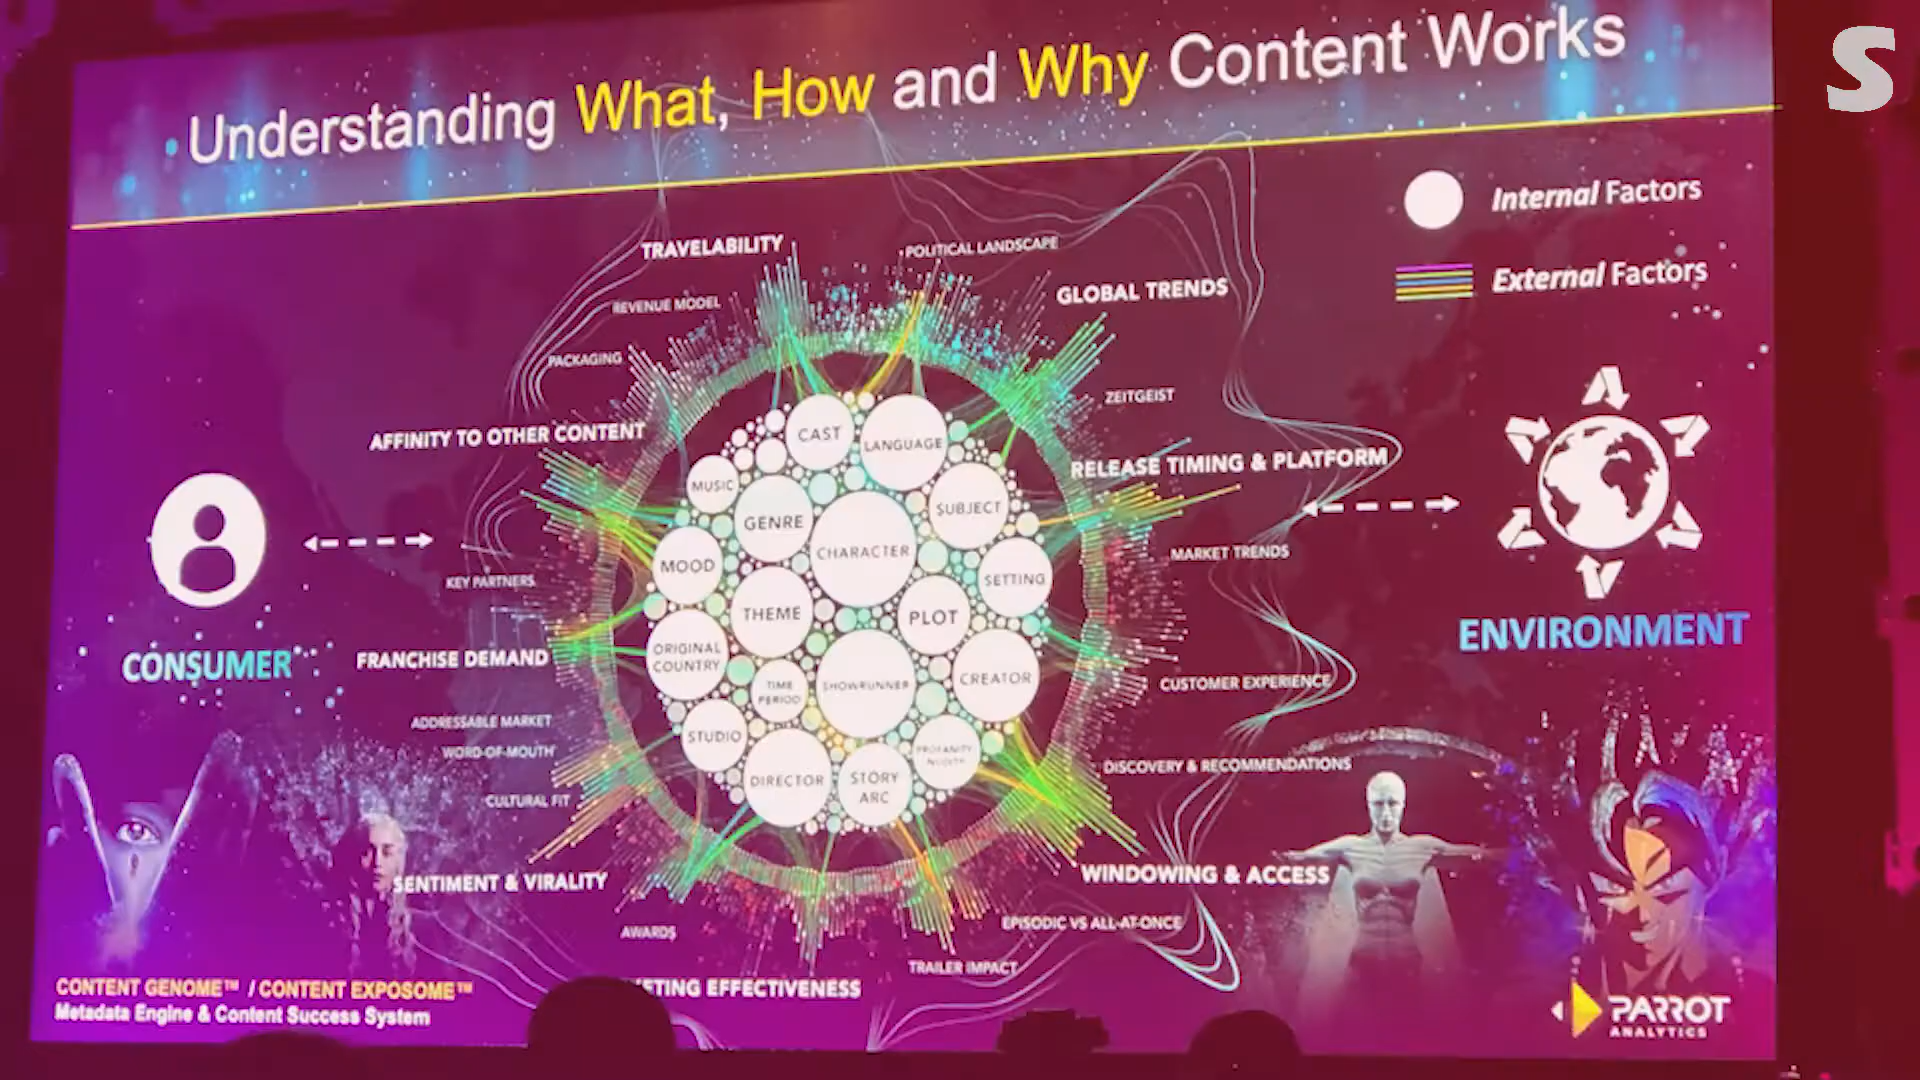 Understanding What, How and Why Content Works
S
Internal Factors
External Factors
TRAVELABILITY
POLITICAL LANDSCAPE
REVENUE MODEL
GLOBAL TRENDS
PACKAGING
ZEITGEIST
AFFINITY TO OTHER CONTENT
RELEASE TIMING & PLATFORM
KEY PARTNERS
MARKET TRENDS
CONSUMER
FRANCHISE DEMAND
ENVIRONMENT
CUSTOMER EXPERIENCE
ADDRESSABLE MARKET
WORD-OF-MOUTH
DISCOVERY & RECOMMENDATIONS
CULTURAL FIT
SENTIMENT & VIRALITY
WINDOWING & ACCESS
AWARDS
EPISODIC VS ALL-AT-ONCE
TRAILER IMPACT
EFFECTIVENESS
CAST
LANGUAGE
MUSIC
GENRE
SUBJECT
CHARACTER
MOOD
SETTING
THEME
PLOT
ORIGINAL
COUNTRY
TIME
PERIOD
SHOWRUNNER
CREATOR
STUDIO
PROFANITY
DIRECTOR
STORY
ARC
CONTENT GENOME™ / CONTENT EXPOSOME™
Metadata Engine & Content Success System
PARROT
ANALYTICS